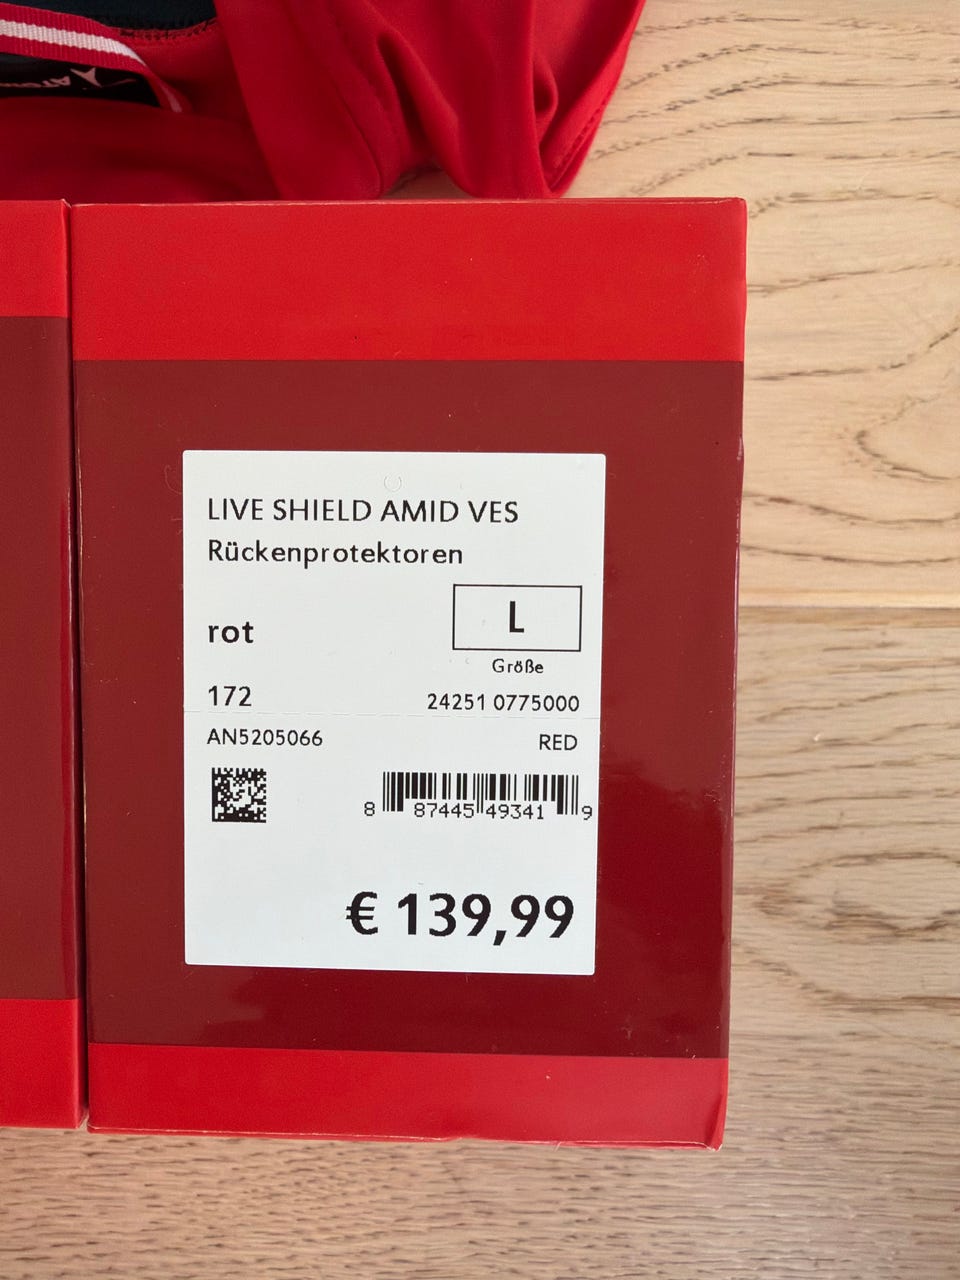 LIVE SHIELD AMID VES
Rückenprotektoren
rot
L
Größe
172
24251 0775000
AN5205066
RED
8 87445 49341 9
€ 139,99